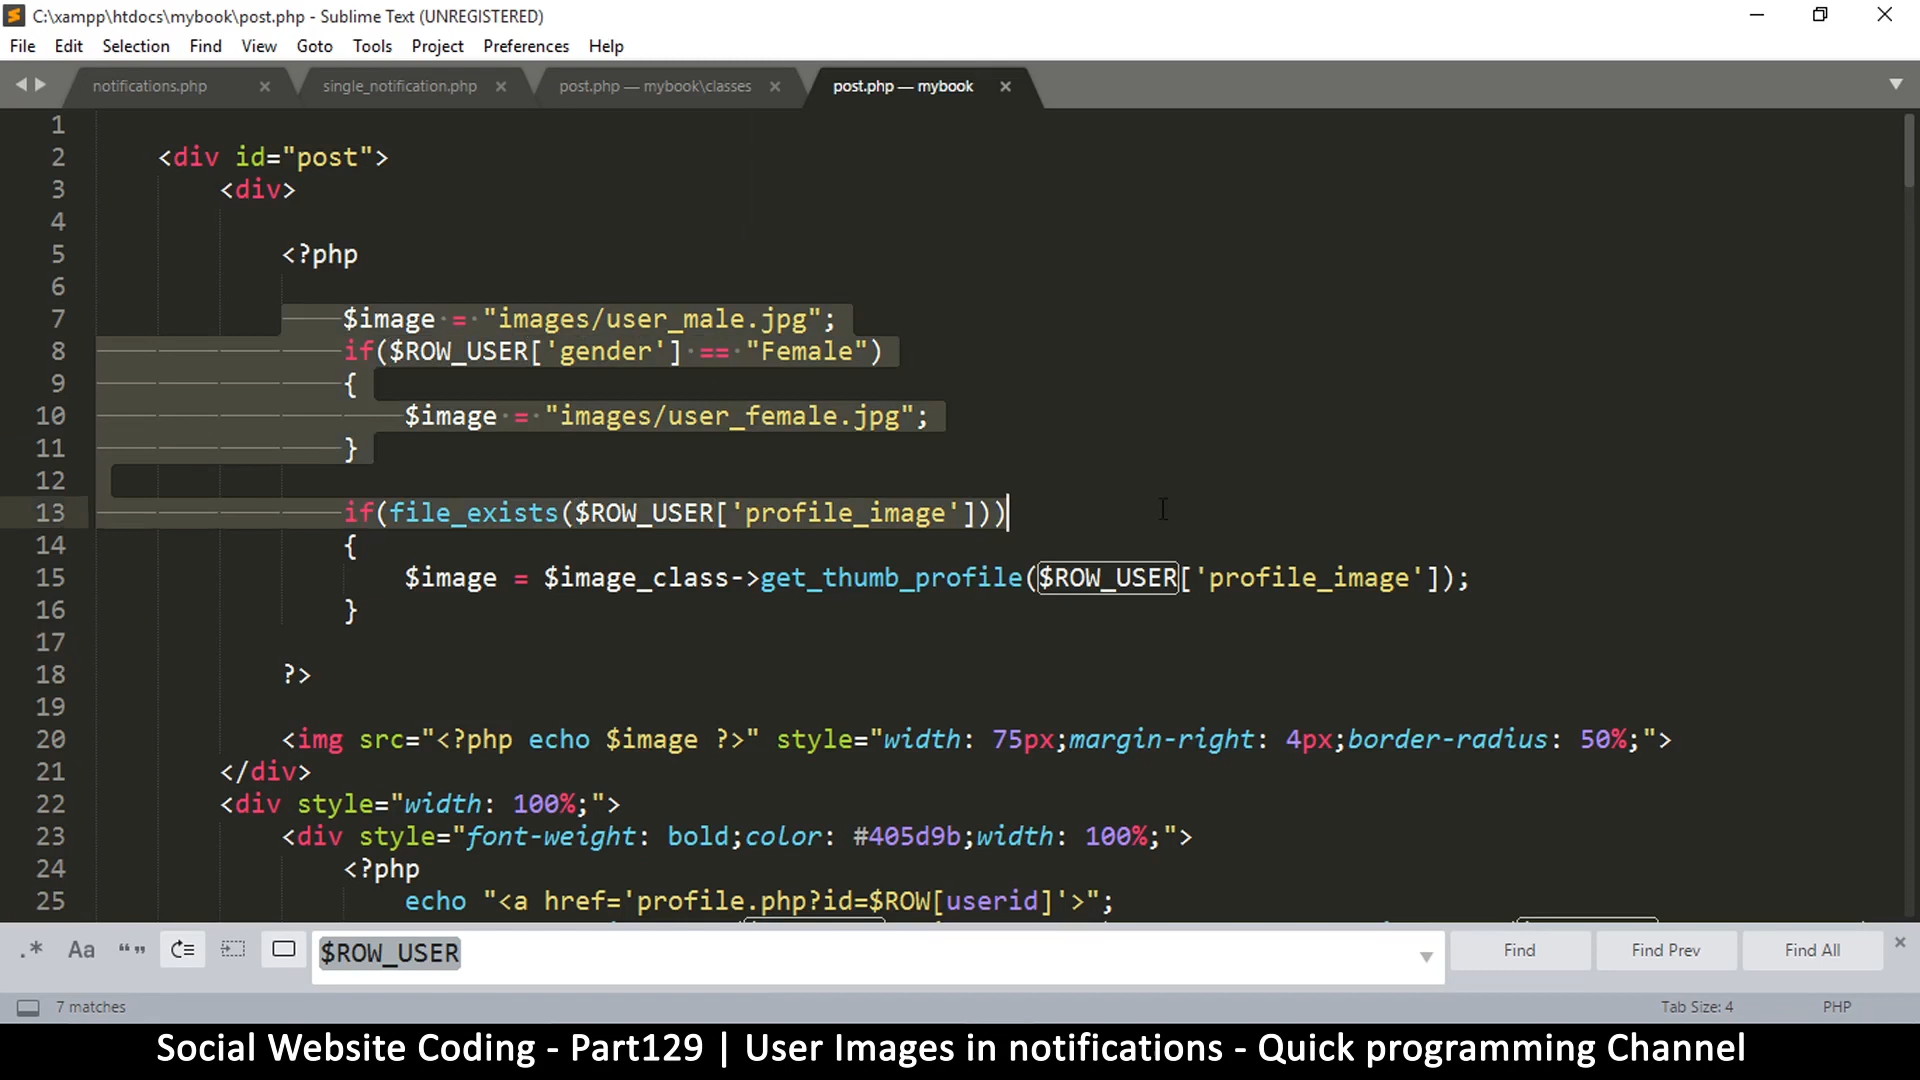 C:\xampp\htdocs\mybook\post.php - Sublime Text (UNREGISTERED)
File Edit Selection Find View Goto Tools Project Preferences Help
notifications.php single_notification.php post.php — mybook\classes post.php — mybook
1
2 <div id="post">
3 <div>
4
5 <?php
6
7 $image = "images/user_male.jpg";
8 if($ROW_USER['gender'] == "Female")
9 {
10 $image = "images/user_female.jpg";
11 }
12
13 if(file_exists($ROW_USER['profile_image']))
14 {
15 $image = $image_class->get_thumb_profile($ROW_USER['profile_image']);
16 }
17
18 ?>
19
20 <img src="<?php echo $image ?>" style="width: 75px;margin-right: 4px;border-radius: 50%;">
21 </div>
22 <div style="width: 100%;">
23 <div style="font-weight: bold;color: #405d9b;width: 100%;">
24 <?php
25 echo "<a href='profile.php?id=$ROW[userid]'>";
.* Aa “” $ROW_USER Find Find Prev Find All
7 matches Tab Size: 4 PHP
Social Website Coding - Part129 | User Images in notifications - Quick programming Channel